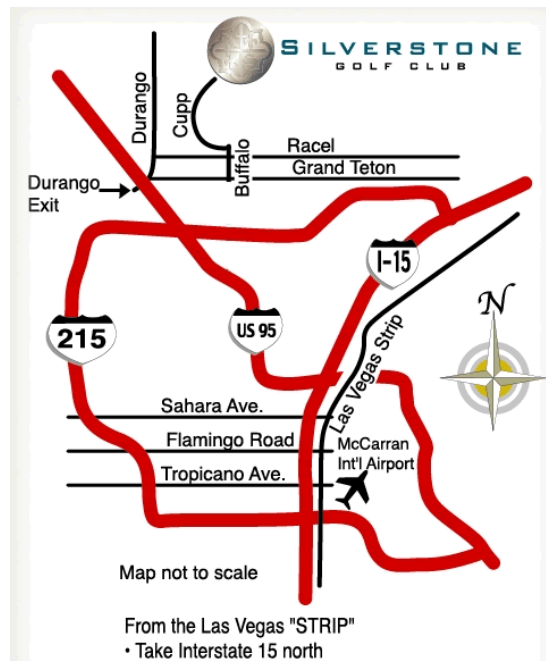 SILVERSTONE
GOLF CLUB
Durango
Cupp
Buffalo
Racel
Grand Teton
Durango
Exit
I-15
215
US 95
Las Vegas Strip
N
Sahara Ave.
Flamingo Road
McCarran
Int'l Airport
Tropicano Ave.
Map not to scale
From the Las Vegas "STRIP"
• Take Interstate 15 north